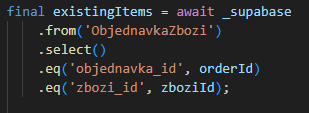 final existingItems = await _supabase
.from('ObjednavkaZbozi')
.select()
.eq('objednavka_id', orderId)
.eq('zbozi_id', zboziId);